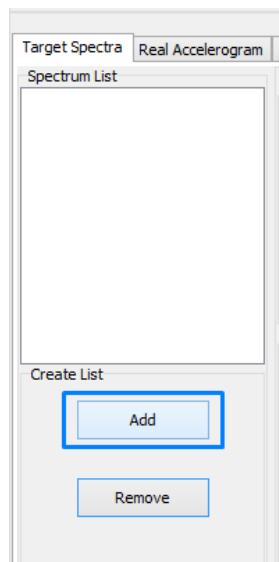 Target Spectra
Real Accelerogram
Spectrum List
Create List
Add
Remove